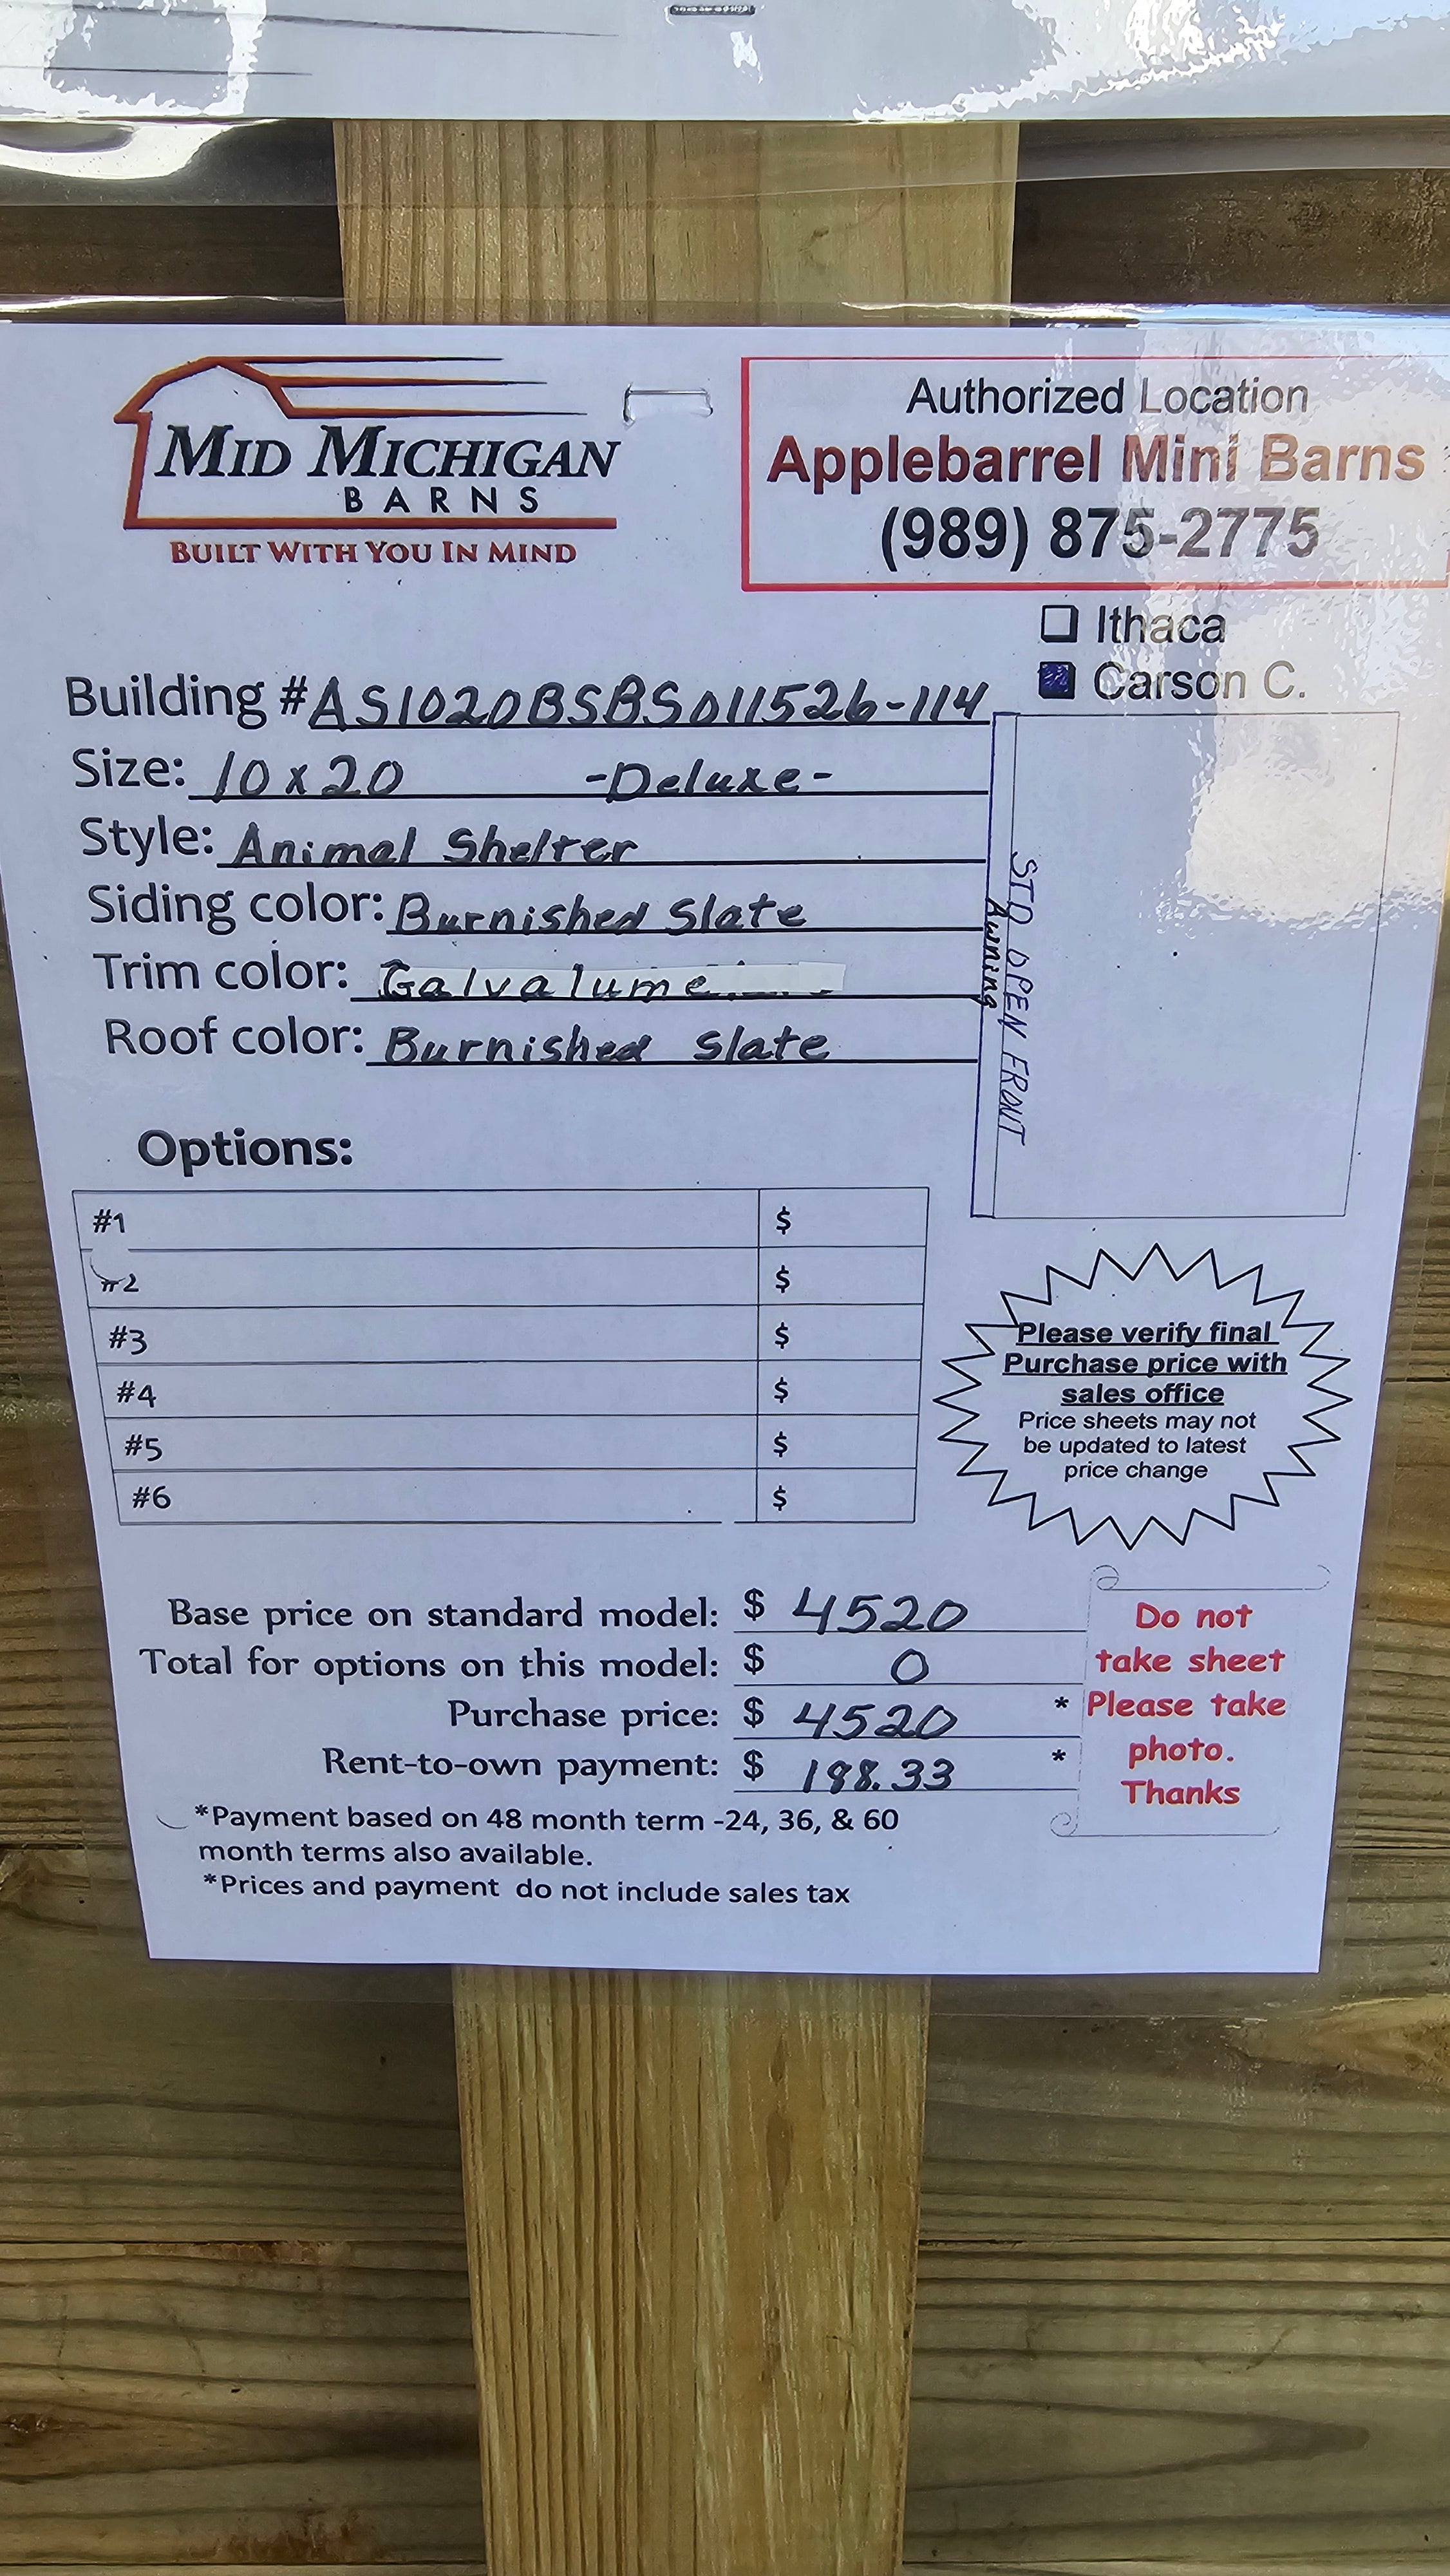 MID MICHIGAN
BARNS
BUILT WITH YOU IN MIND
Authorized Location
Applebarrel Mini Barns
(989) 875-2775
Ithaca
Carson C.
Building # AS1020BSBS011526-114
Size: 10x20 -Deluxe-
Style: Animal Shelter
Siding color: Burnished Slate
Trim color: Galvalume
Roof color: Burnished Slate
STD OPEN FRONT
Awning
Options:
#1 $
#2 $
#3 $
#4 $
#5 $
#6 $
Please verify final
Purchase price with
sales office
Price sheets may not
be updated to latest
price change
Base price on standard model: $ 4520
Total for options on this model: $ 0
Purchase price: $ 4520 *
Rent-to-own payment: $ 188.33 *
Do not
take sheet
Please take
photo.
Thanks
*Payment based on 48 month term -24, 36, & 60
month terms also available.
*Prices and payment do not include sales tax